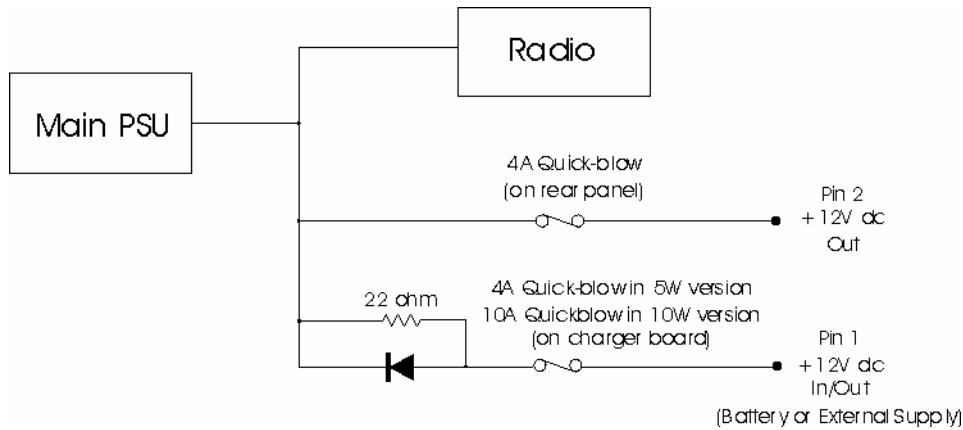 Radio
Main PSU
4A Quick-blow
(on rear panel)
Pin 2
+12V dc
Out
22 ohm
4A Quick-blow in 5W version
10A Quickblow in 10W version
(on charger board)
Pin 1
+12V dc
In/Out
(Battery or External Supply)